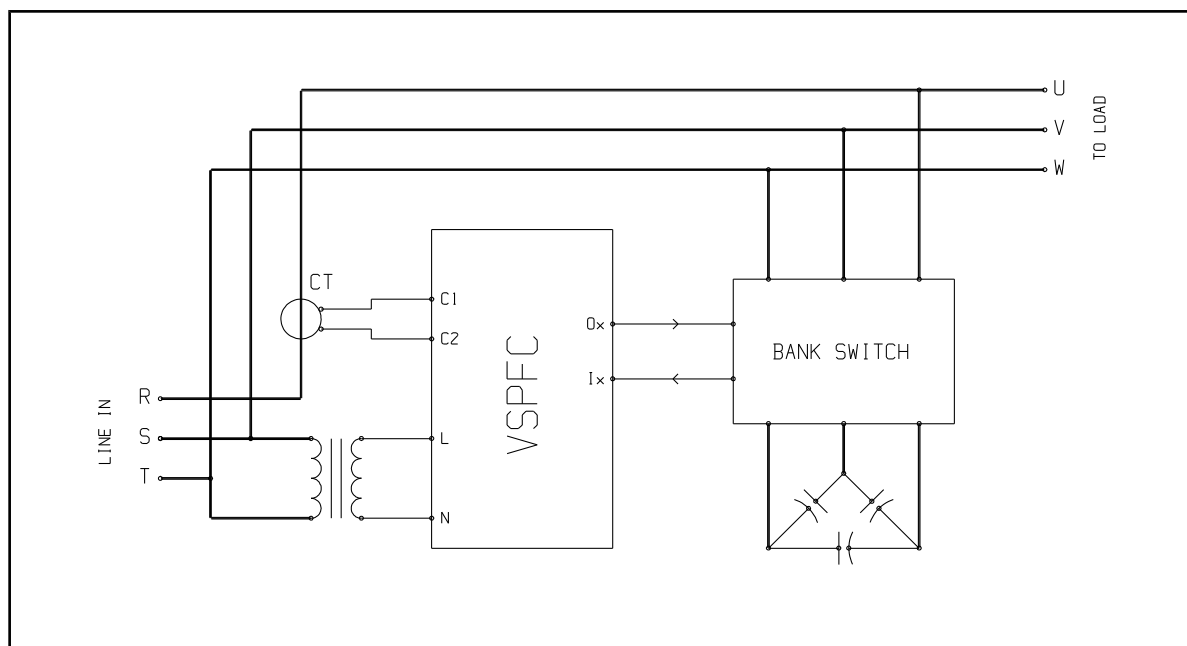 U
V
W
TO LOAD
CT
C1
C2
Ox
Ix
VSPFC
BANK SWITCH
LINE IN
R
S
T
L
N